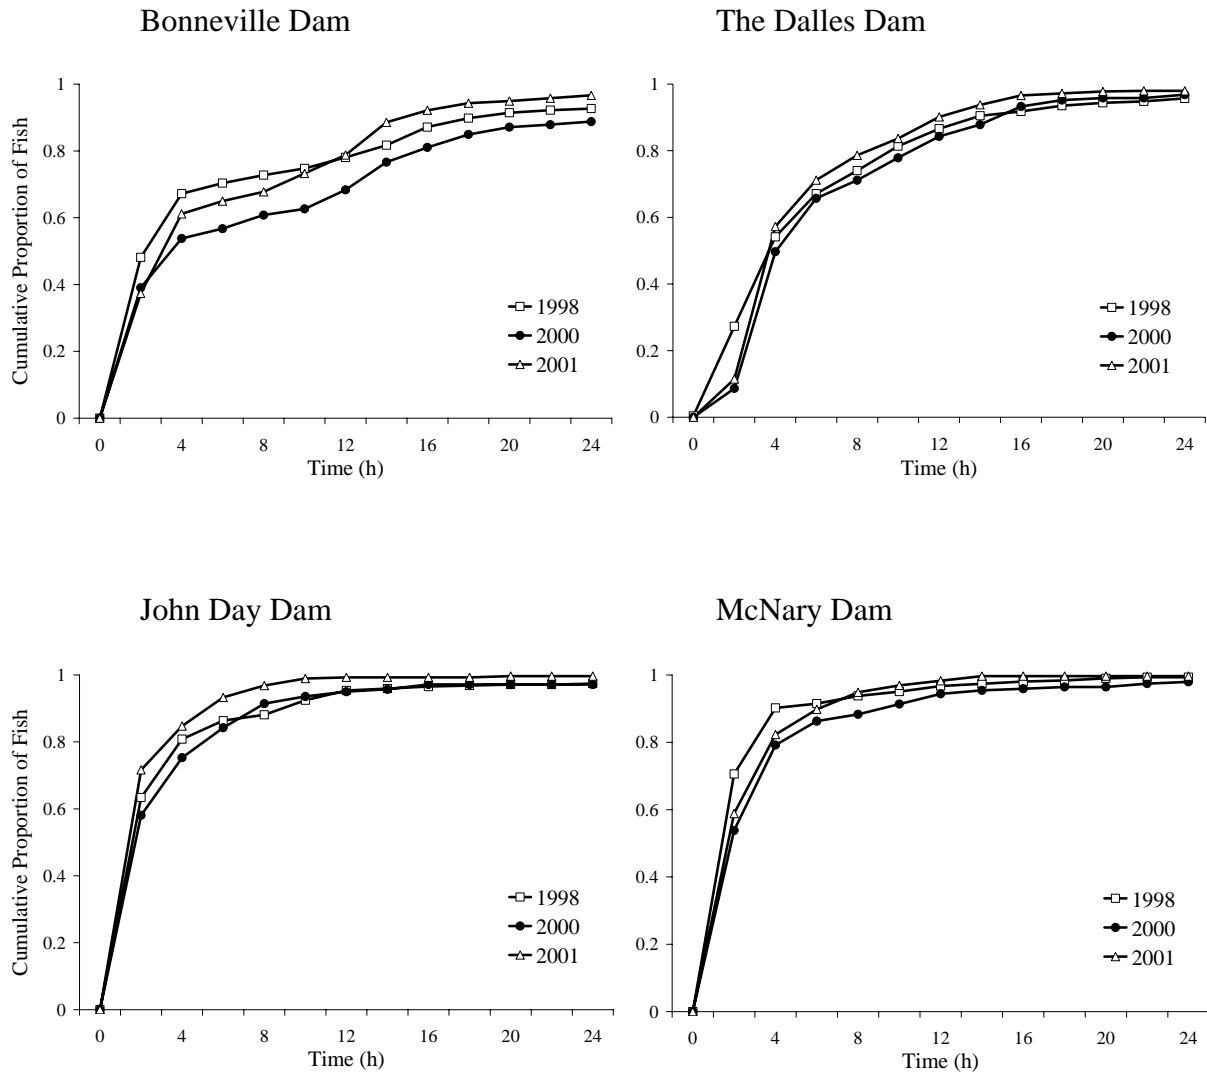 Bonneville Dam
Cumulative Proportion of Fish
1
0.8
0.6
0.4
0.2
0
0 4 8 12 16 20 24
Time (h)
1998
2000
2001
The Dalles Dam
1
0.8
0.6
0.4
0.2
0
0 4 8 12 16 20 24
Time (h)
1998
2000
2001
John Day Dam
Cumulative Proportion of Fish
1
0.8
0.6
0.4
0.2
0
0 4 8 12 16 20 24
Time (h)
1998
2000
2001
McNary Dam
1
0.8
0.6
0.4
0.2
0
0 4 8 12 16 20 24
Time (h)
1998
2000
2001